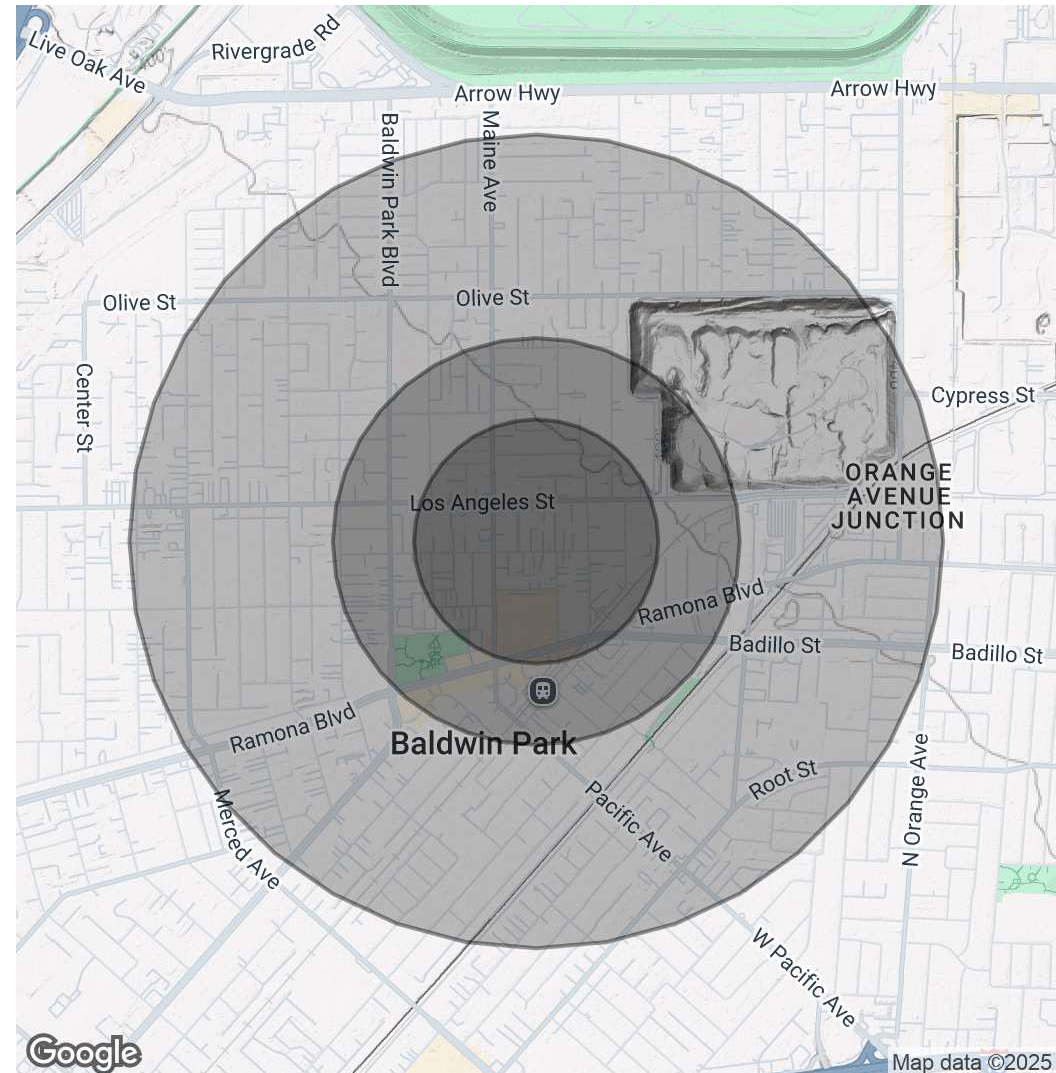 Live Oak Ave
Rivergrade Rd
Arrow Hwy
Arrow Hwy
Baldwin Park Blvd
Maine Ave
Olive St
Olive St
Center St
Cypress St
ORANGE
AVENUE
JUNCTION
Los Angeles St
Ramona Blvd
Badillo St
Badillo St
Ramona Blvd
Baldwin Park
Root St
N Orange Ave
Merced Ave
Pacific Ave
W Pacific Ave
Google
Map data ©2025